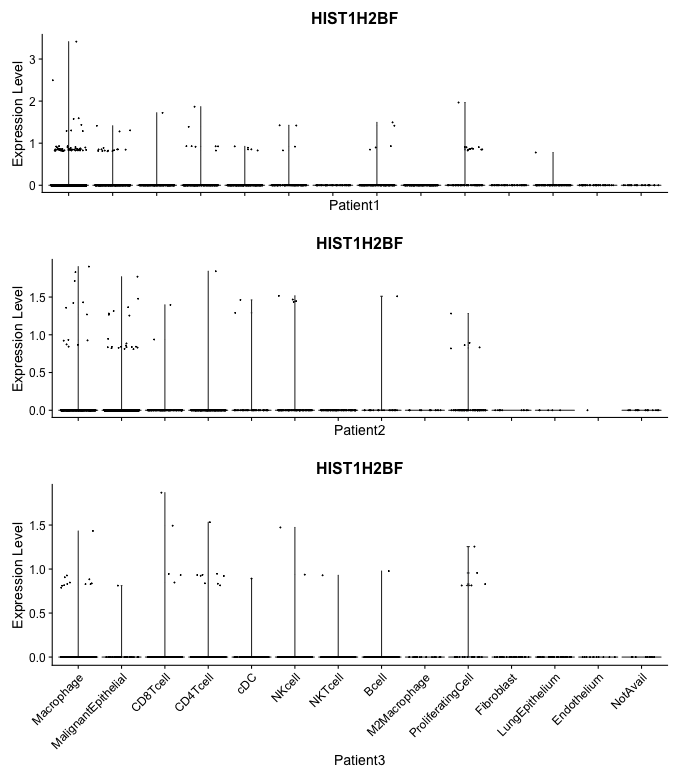 HIST1H2BF
Expression Level
3
2
1
0
Patient1
HIST1H2BF
Expression Level
1.5
1.0
0.5
0.0
Patient2
HIST1H2BF
Expression Level
1.5
1.0
0.5
0.0
Macrophage
MalignantEpithelial
CD8Tcell
CD4Tcell
cDC
NKcell
NKTcell
Bcell
M2Macrophage
ProliferatingCell
Fibroblast
LungEpithelium
Endothelium
NotAvail
Patient3